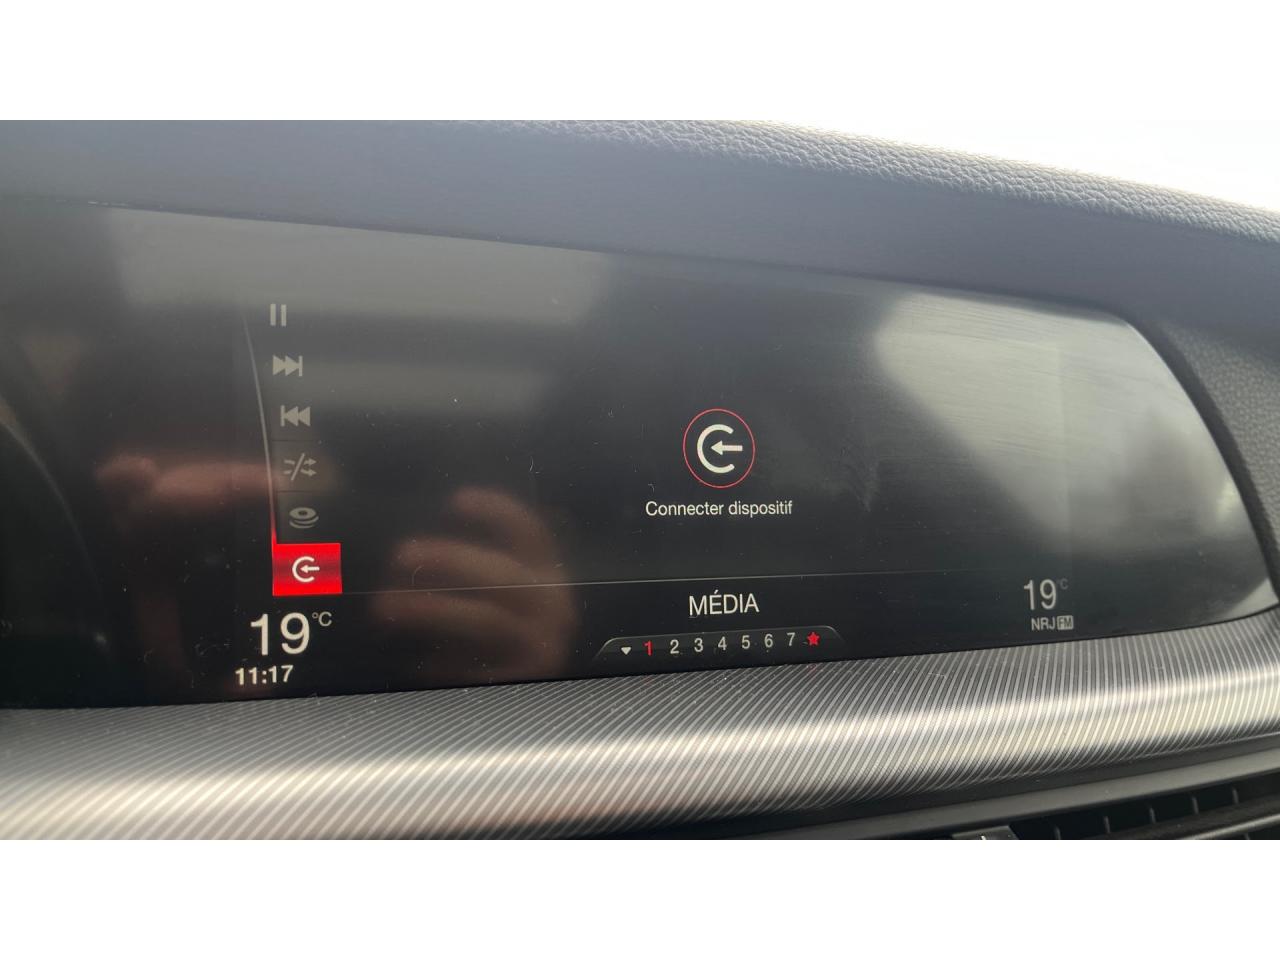 Connecter dispositif
MÉDIA
19°C
11:17
1 2 3 4 5 6 7
19°C
NRJ FM